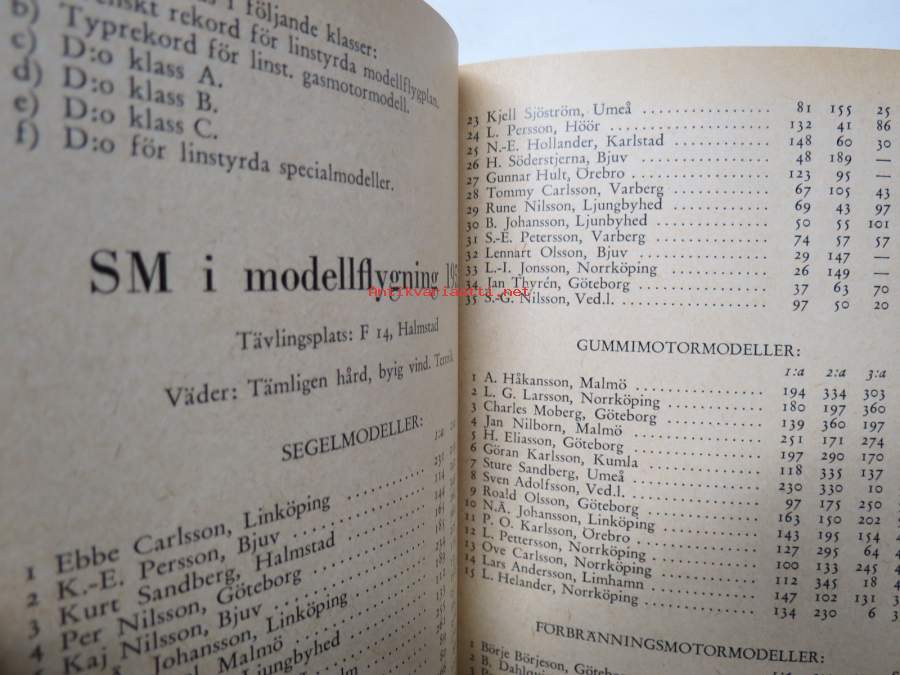 i följande klasser:
rekord för linstyrda modellflygplan.
b) Typrekord för linst. gasmotormodell.
c) D:o klass A.
d) D:o klass B.
e) D:o klass C.
f) D:o för linstyrda specialmodeller.
SM i modellflygning
Tävlingsplats: F 14, Halmstad
Väder: Tämligen hård, byig vind.
SEGELMODELLER:
1:a
1 Ebbe Carlsson, Linköping
2 K.-E. Persson, Bjuv
3 Kurt Sandberg, Halmstad
4 Per Nilsson, Göteborg
Kaj Nilsson, Bjuv
Johansson, Linköping
Malmö
Ljungbyhed
23 Kjell Sjöström, Umeå 81 155 25
24 L. Persson, Höör 132 41 86
25 N.-E. Hollander, Karlstad 148 60 30
26 H. Söderstjerna, Bjuv 48 189 —
27 Gunnar Hult, Örebro 123 95 —
28 Tommy Carlsson, Varberg 67 105 43
29 Rune Nilsson, Ljungbyhed 69 43 97
30 B. Johansson, Ljunbyhed 50 55 101
31 S.-E. Petersson, Varberg 74 57 57
32 Lennart Olsson, Bjuv 29 147 —
33 L.-I. Jonsson, Norrköping 26 149 —
34 Jan Thyrén, Göteborg 37 63 70
35 S.-G. Nilsson, Ved.l. 97 50 20
antikvariaatti.net
GUMMIMOTORMODELLER:
1:a 2:a 3:a
1 A. Håkansson, Malmö 194 334 303
2 L. G. Larsson, Norrköping 180 197 360
3 Charles Moberg, Göteborg 139 360 197
4 Jan Nilborn, Malmö 251 171 274
5 H. Eliasson, Göteborg 197 290 170
6 Göran Karlsson, Kumla 118 335 137
7 Sture Sandberg, Umeå 230 330 10
8 Sven Adolfsson, Ved.l. 97 175 250
9 Roald Olsson, Göteborg 163 150 202
10 N.Å. Johansson, Linköping 143 195 154
11 P. O. Karlsson, Örebro 127 295 64
12 L. Pettersson, Norrköping 100 133 245
13 Ove Carlsson, Norrköping 112 345 18
14 Lars Andersson, Limhamn 147 102 131
15 L. Helander, Norrköping 134 230 6
FÖRBRÄNNINGSMOTORMODELLER:
1 Börje Börjeson,
2 B.